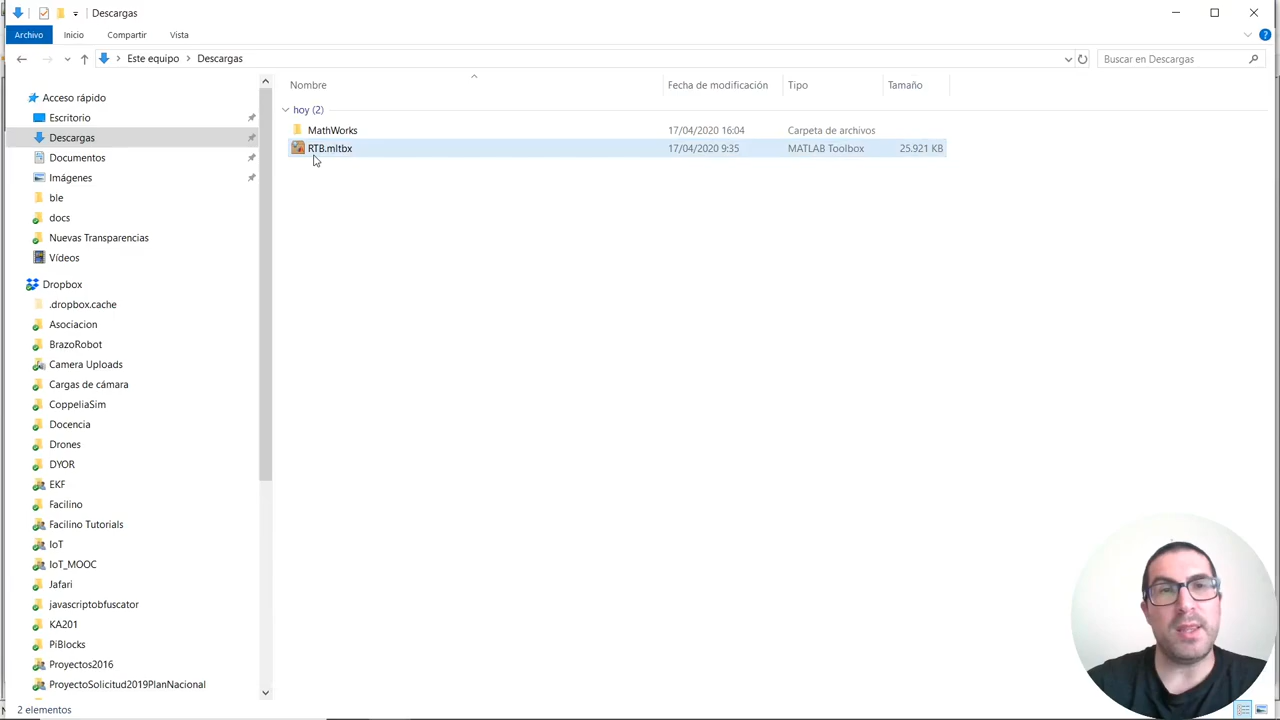 Descargas
Archivo Inicio Compartir Vista
Este equipo Descargas Buscar en Descargas
Nombre Fecha de modificación Tipo Tamaño
hoy (2)
MathWorks 17/04/2020 16:04 Carpeta de archivos
RTB.mltbx 17/04/2020 9:35 MATLAB Toolbox 25.921 KB
Acceso rápido
Escritorio
Descargas
Documentos
Imágenes
ble
docs
Nuevas Transparencias
Vídeos
Dropbox
.dropbox.cache
Asociacion
BrazoRobot
Camera Uploads
Cargas de cámara
CoppeliaSim
Docencia
Drones
DYOR
EKF
Facilino
Facilino Tutorials
IoT
IoT_MOOC
Jafari
javascriptobfuscator
KA201
PiBlocks
Proyectos2016
ProyectoSolicitud2019PlanNacional
2 elementos